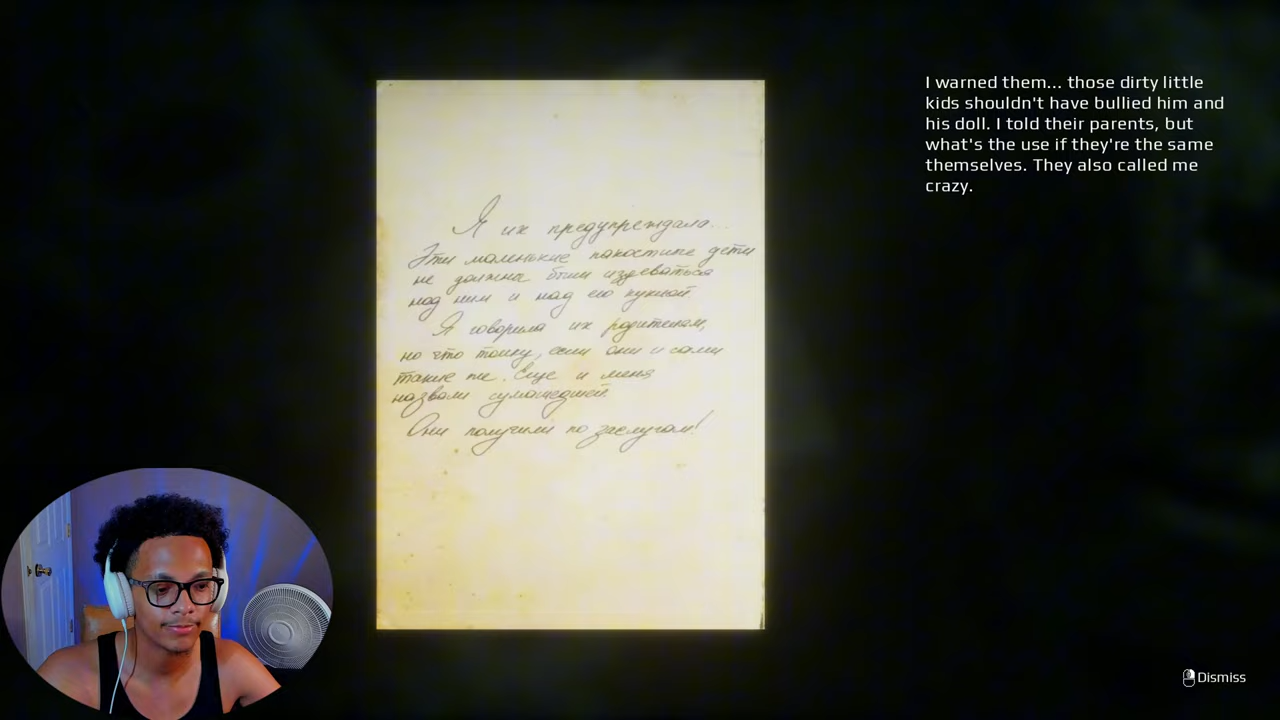 Я их предупреждала...
Эти маленькие пакостные дети
не должны были издеваться
над ним и над его куклой.
Я говорила их родителям,
но что толку, если они и сами
такие же. Еще и меня
назвали сумашедшей.
Они получили по заслугам!
I warned them... those dirty little
kids shouldn't have bullied him and
his doll. I told their parents, but
what's the use if they're the same
themselves. They also called me
crazy.
Dismiss